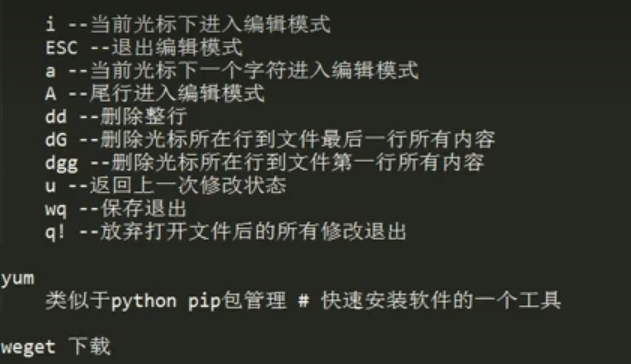 i --当前光标下进入编辑模式
ESC --退出编辑模式
a --当前光标下一个字符进入编辑模式
A --尾行进入编辑模式
dd --删除整行
dG --删除光标所在行到文件最后一行所有内容
dgg --删除光标所在行到文件第一行所有内容
u --返回上一次修改状态
wq --保存退出
q! --放弃打开文件后的所有修改退出
yum
类似于python pip包管理 # 快速安装软件的一个工具
weget 下载